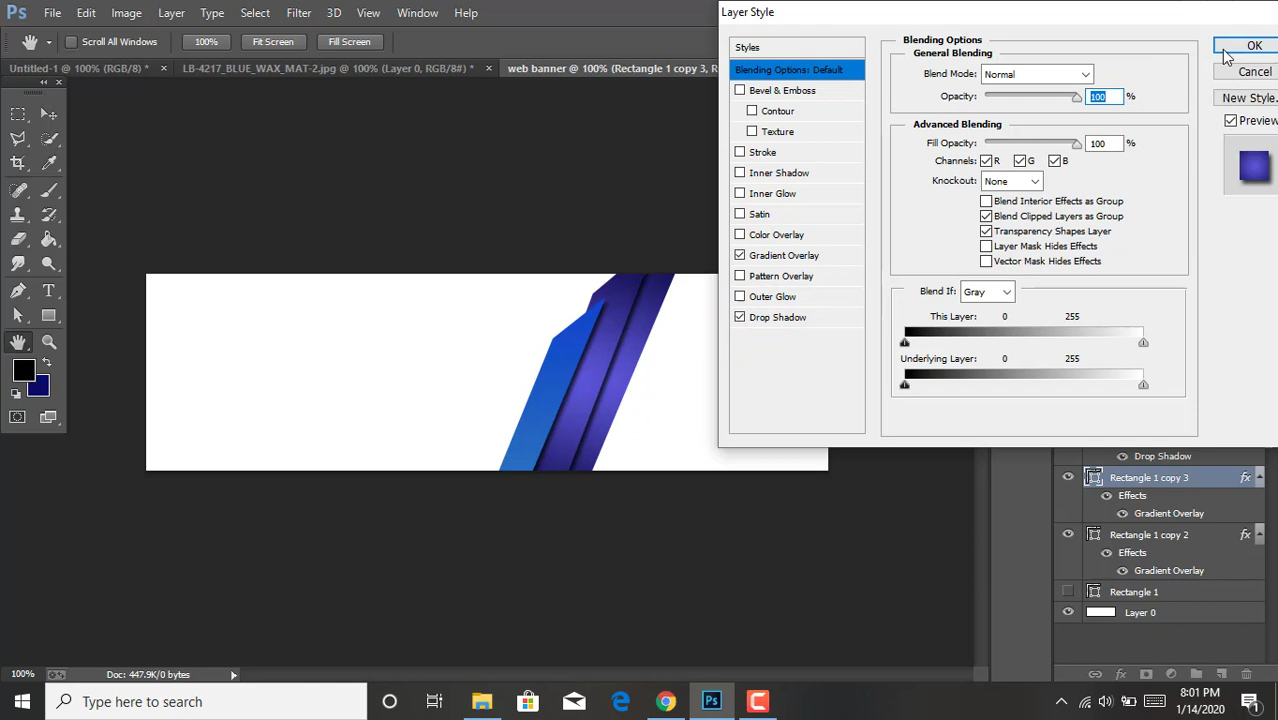 Ps File Edit Image Layer Type Select Filter 3D View Window Help
Scroll All Windows 100% Fit Screen Fill Screen
Untitled-1 @ 100% (RGB/8) * × LB-4217_BLUE_WAX_MAT-2.jpg @ 100% (Layer 0, RGB/8#) * × web banner @ 100% (Rectangle 1 copy 3, R
Layer Style
Styles
Blending Options: Default
Bevel & Emboss
Contour
Texture
Stroke
Inner Shadow
Inner Glow
Satin
Color Overlay
Gradient Overlay
Pattern Overlay
Outer Glow
Drop Shadow
Blending Options
General Blending
Blend Mode: Normal
Opacity: 100 %
Advanced Blending
Fill Opacity: 100 %
Channels: R G B
Knockout: None
Blend Interior Effects as Group
Blend Clipped Layers as Group
Transparency Shapes Layer
Layer Mask Hides Effects
Vector Mask Hides Effects
Blend If: Gray
This Layer: 0 255
Underlying Layer: 0 255
OK
Cancel
New Style...
Preview
Drop Shadow
Rectangle 1 copy 3 fx
Effects
Gradient Overlay
Rectangle 1 copy 2 fx
Effects
Gradient Overlay
Rectangle 1
Layer 0
fx
100% Doc: 447.9K/0 bytes
Type here to search
Ps
8:01 PM
1/14/2020
1